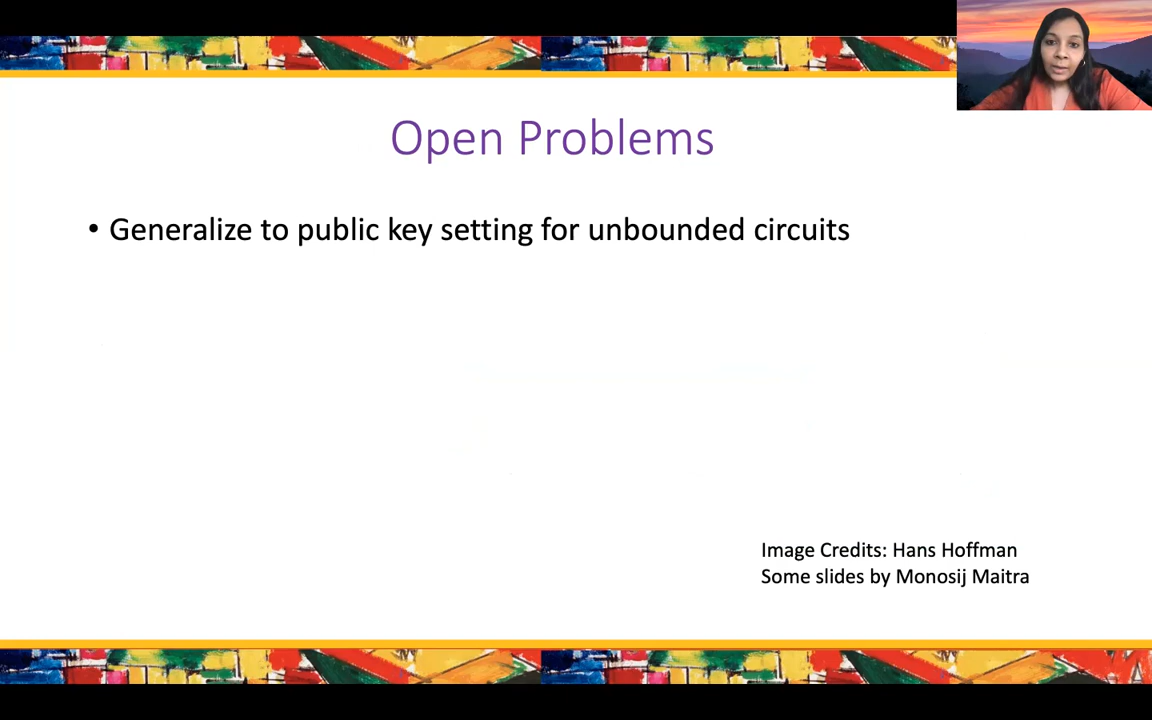 Open Problems
• Generalize to public key setting for unbounded circuits
Image Credits: Hans Hoffman
Some slides by Monosij Maitra